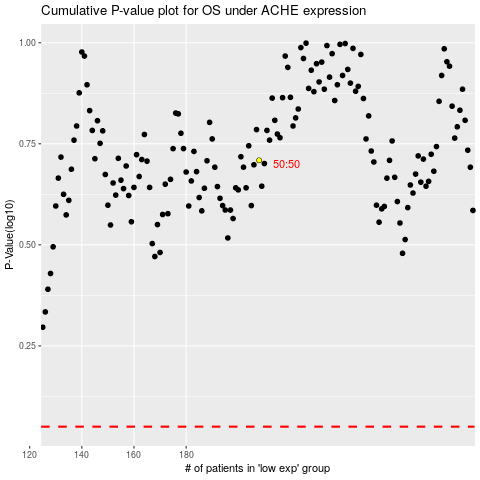 Cumulative P-value plot for OS under ACHE expression
1.00
0.75
0.50
0.25
P-Value(log10)
50:50
120 140 160 180
# of patients in 'low exp' group